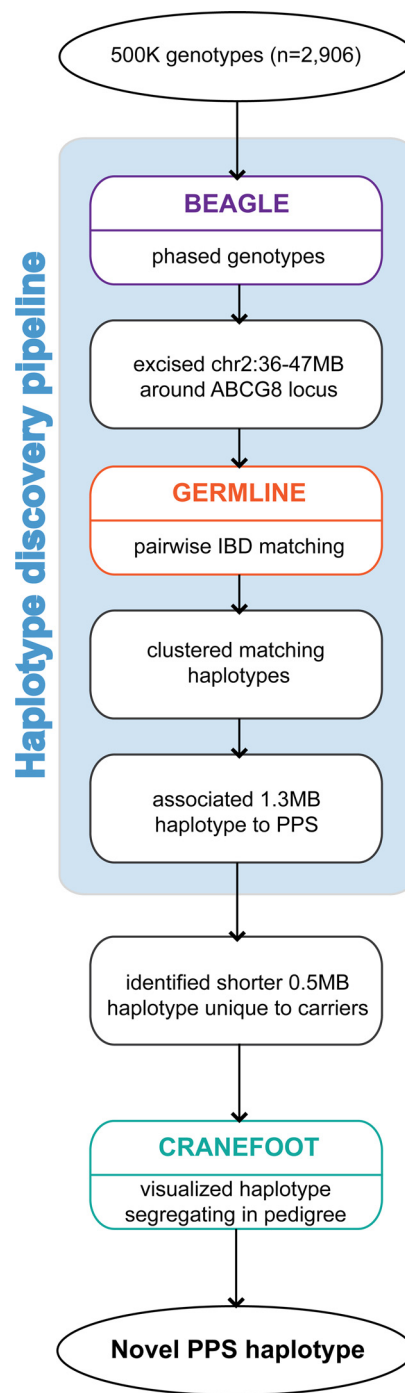 500K genotypes (n=2,906)
Haplotype discovery pipeline
BEAGLE
phased genotypes
excised chr2:36-47MB
around ABCG8 locus
GERMLINE
pairwise IBD matching
clustered matching
haplotypes
associated 1.3MB
haplotype to PPS
identified shorter 0.5MB
haplotype unique to carriers
CRANEFOOT
visualized haplotype
segregating in pedigree
Novel PPS haplotype